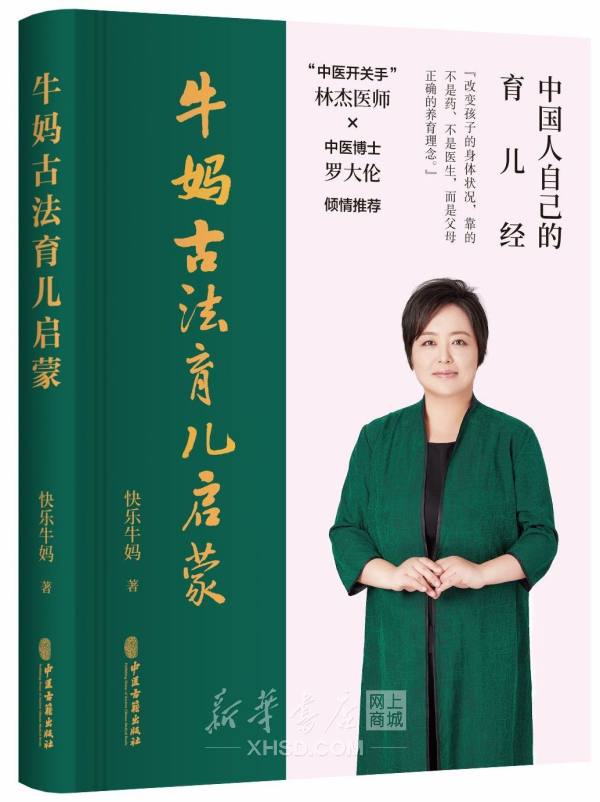 牛妈古法育儿启蒙
快乐牛妈 著
中医古籍出版社
牛妈古法育儿启蒙
快乐牛妈 著
中医古籍出版社
中国人自己的
育儿经
『改变孩子的身体状况，靠的
不是药、不是医生，而是父母
正确的养育理念。』
“中医开关手”
林杰医师
×
中医博士
罗大伦
倾情推荐
新华书店
网上
商城
XHSD.COM